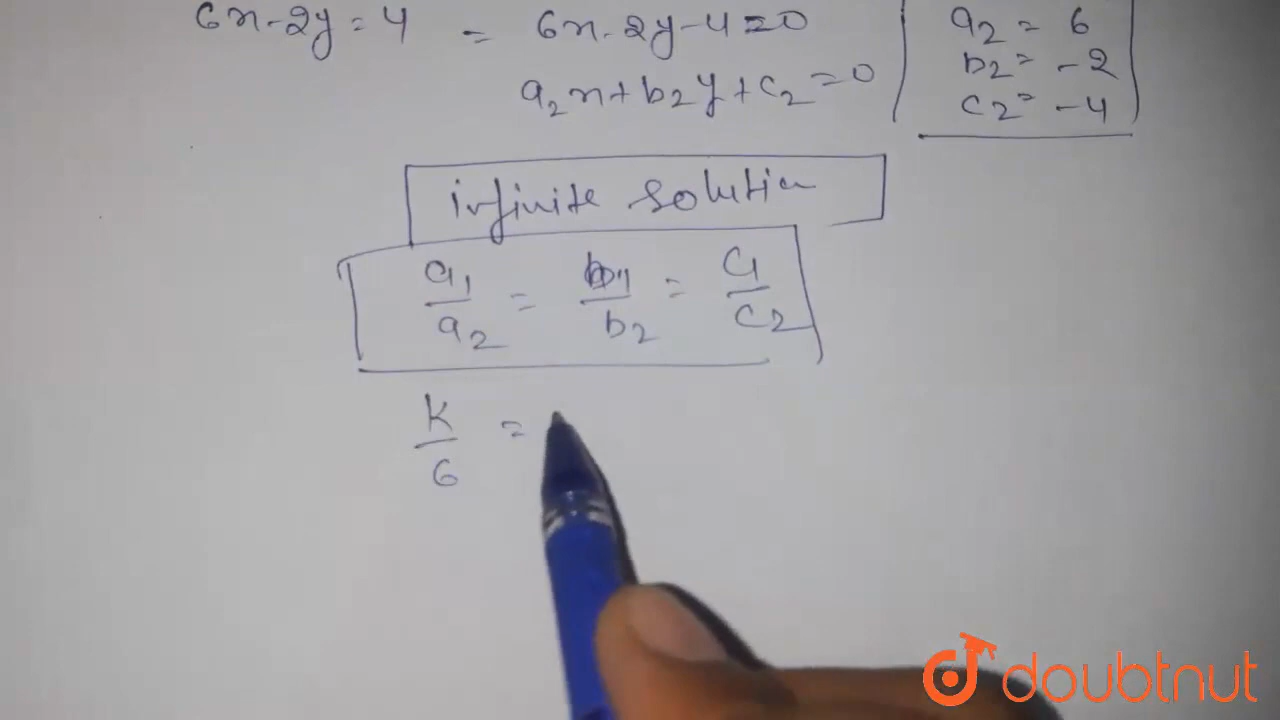 6x-2y=4 = 6x-2y-4=0
a2x+b2y+c2=0
a2= 6
b2= -2
c2= -4
infinite solution
a1/a2 = b1/b2 = c1/c2
K/6 =
doubtnut